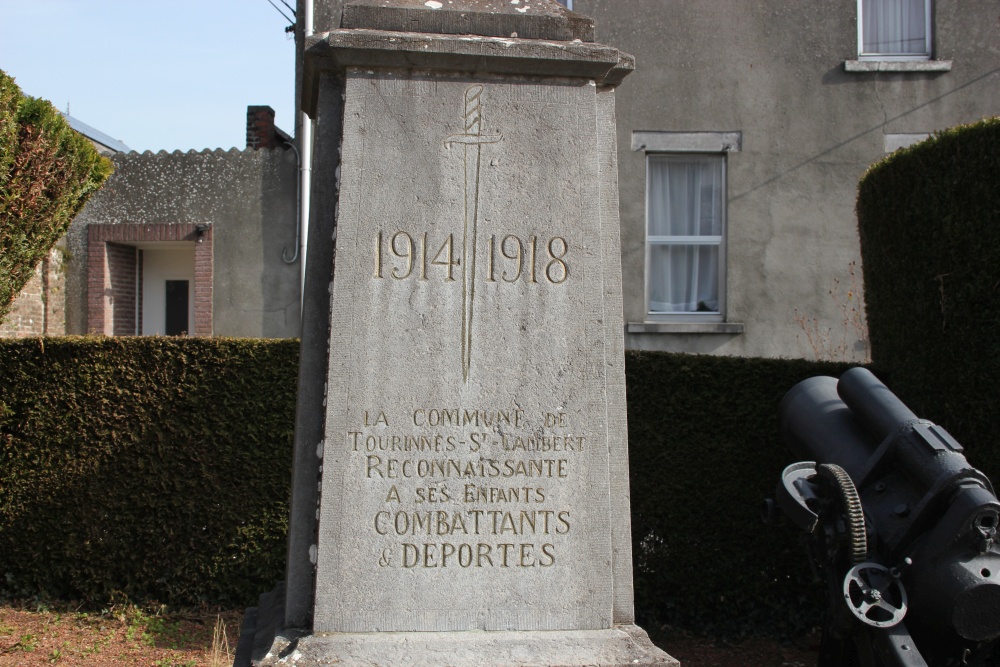 1914 1918
LA COMMUNE DE
TOURINNES-ST-LAMBERT
RECONNAISSANTE
A SES ENFANTS
COMBATTANTS
& DEPORTES